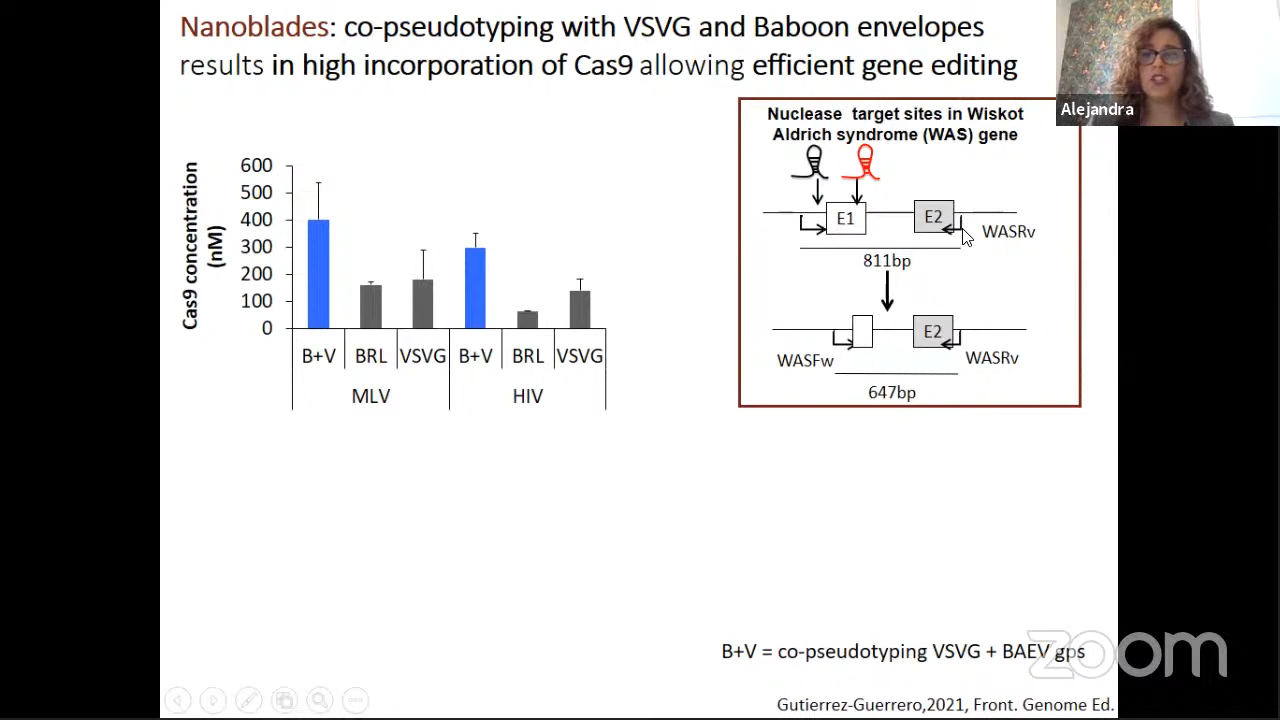 Nanoblades: co-pseudotyping with VSVG and Baboon envelopes
results in high incorporation of Cas9 allowing efficient gene editing
Alejandra
Cas9 concentration
(nM)
600
500
400
300
200
100
0
B+V
BRL
VSVG
B+V
BRL
VSVG
MLV
HIV
Nuclease target sites in Wiskot
Aldrich syndrome (WAS) gene
E1
E2
WASRv
811bp
E2
WASFw
WASRv
647bp
B+V = co-pseudotyping VSVG + BAEV gps
zoom
Gutierrez-Guerrero,2021, Front. Genome Ed.